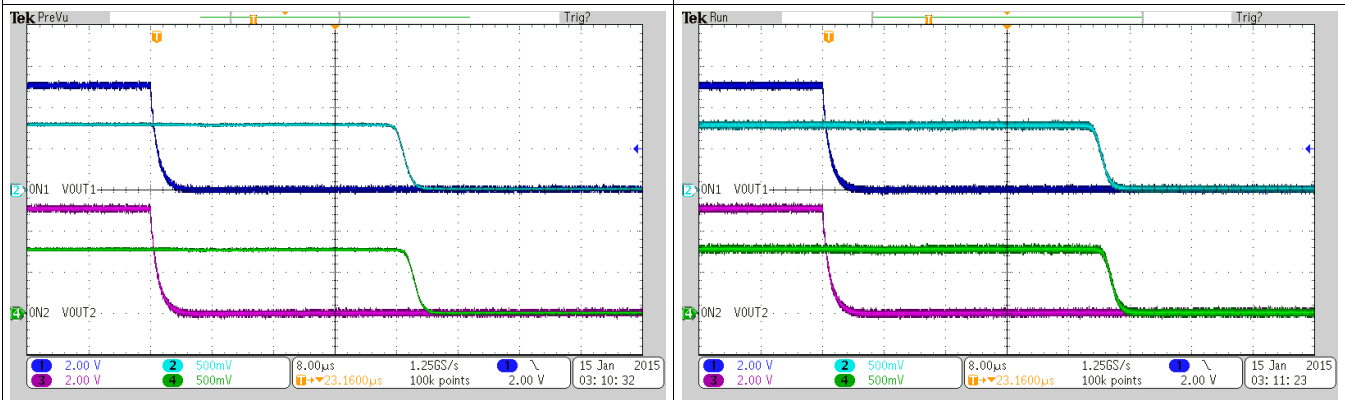 Tek PreVu
T
Trig?
T
2 ON1 VOUT1
4 ON2 VOUT2
1 2.00 V 2 500mV 8.00µs 1.25GS/s 1 \ 15 Jan 2015
3 2.00 V 4 500mV T→▼23.1600µs 100k points 2.00 V 03:10:32
Tek Run
T
Trig?
T
2 ON1 VOUT1
4 ON2 VOUT2
1 2.00 V 2 500mV 8.00µs 1.25GS/s 1 \ 15 Jan 2015
3 2.00 V 4 500mV T→▼23.1600µs 100k points 2.00 V 03:11:23